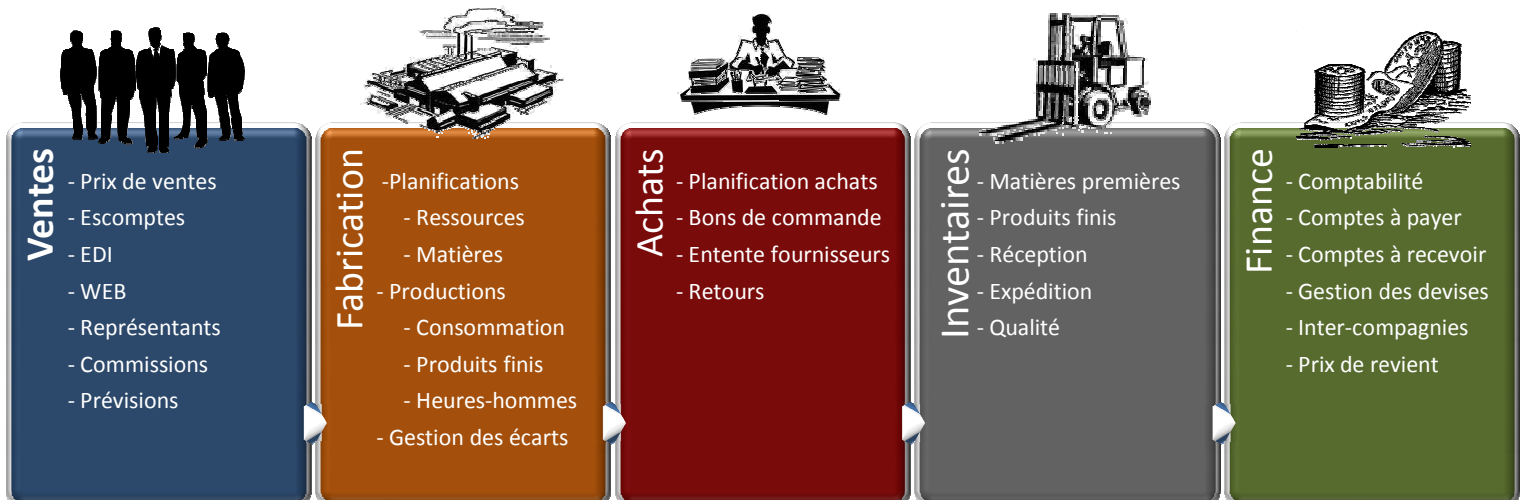 Ventes
- Prix de ventes
- Escomptes
- EDI
- WEB
- Représentants
- Commissions
- Prévisions
Fabrication
-Planifications
- Ressources
- Matières
- Productions
- Consommation
- Produits finis
- Heures-hommes
- Gestion des écarts
Achats
- Planification achats
- Bons de commande
- Entente fournisseurs
- Retours
Inventaires
- Matières premières
- Produits finis
- Réception
- Expédition
- Qualité
Finance
- Comptabilité
- Comptes à payer
- Comptes à recevoir
- Gestion des devises
- Inter-compagnies
- Prix de revient